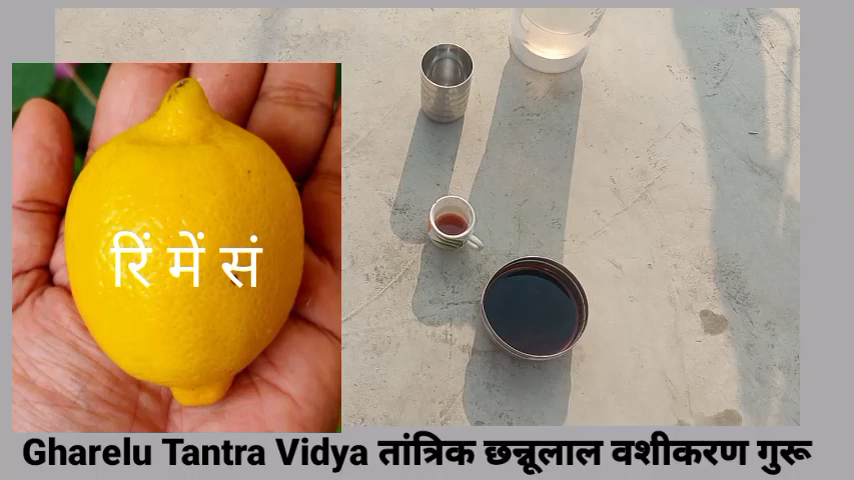 रिं में सं
Gharelu Tantra Vidya तांत्रिक छन्नूलाल वशीकरण गुरू